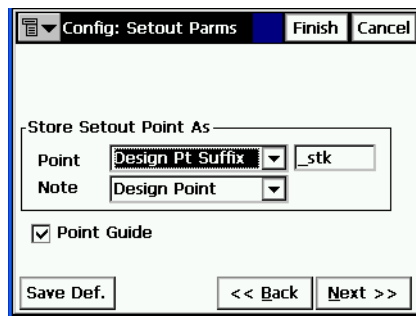 Config: Setout Parms Finish Cancel
Store Setout Point As
Point Design Pt Suffix _stk
Note Design Point
Point Guide
Save Def. << Back Next >>